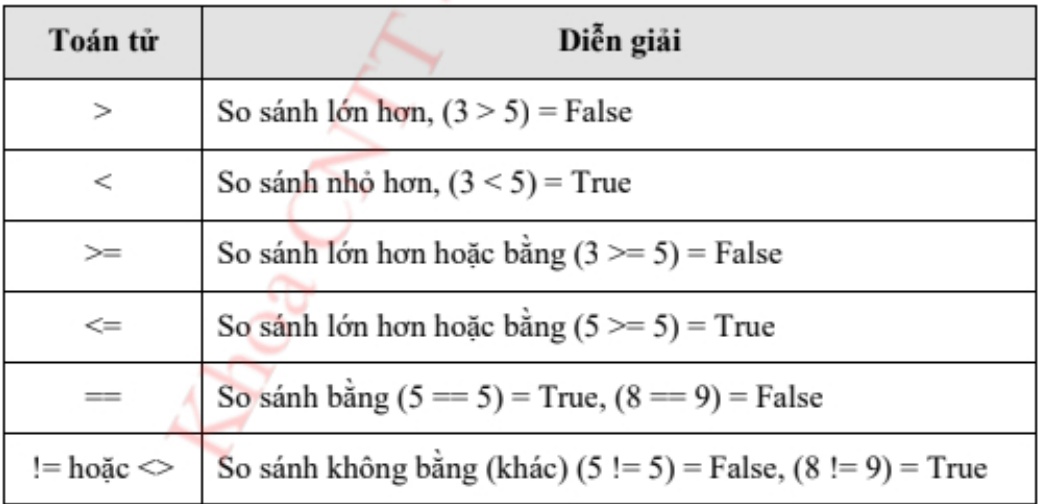 Toán tử Diễn giải
> So sánh lớn hơn, (3 > 5) = False
< So sánh nhỏ hơn, (3 < 5) = True
>= So sánh lớn hơn hoặc bằng (3 >= 5) = False
<= So sánh lớn hơn hoặc bằng (5 >= 5) = True
== So sánh bằng (5 == 5) = True, (8 == 9) = False
!= hoặc <> So sánh không bằng (khác) (5 != 5) = False, (8 != 9) = True
Khoa CNTT